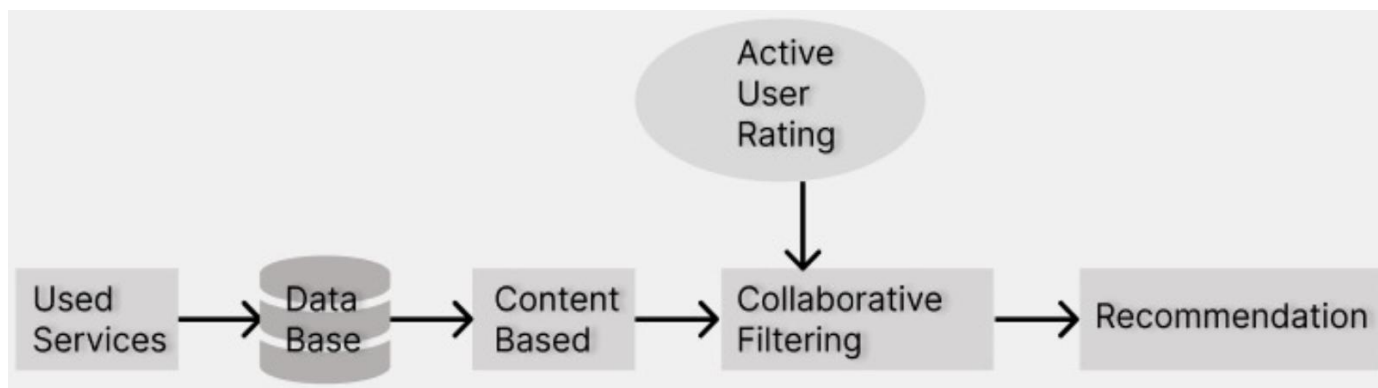 Active
User
Rating
Used
Services
Data
Base
Content
Based
Collaborative
Filtering
Recommendation